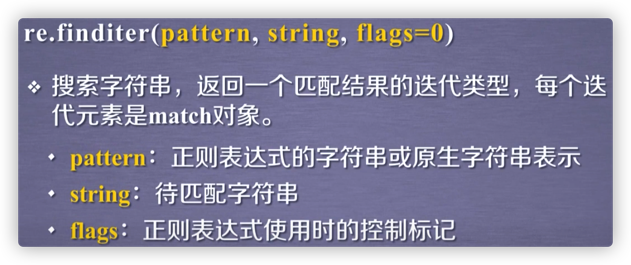 re.finditer(pattern, string, flags=0)
❖ 搜索字符串，返回一个匹配结果的迭代类型，每个迭
代元素是match对象。
• pattern：正则表达式的字符串或原生字符串表示
• string：待匹配字符串
• flags：正则表达式使用时的控制标记